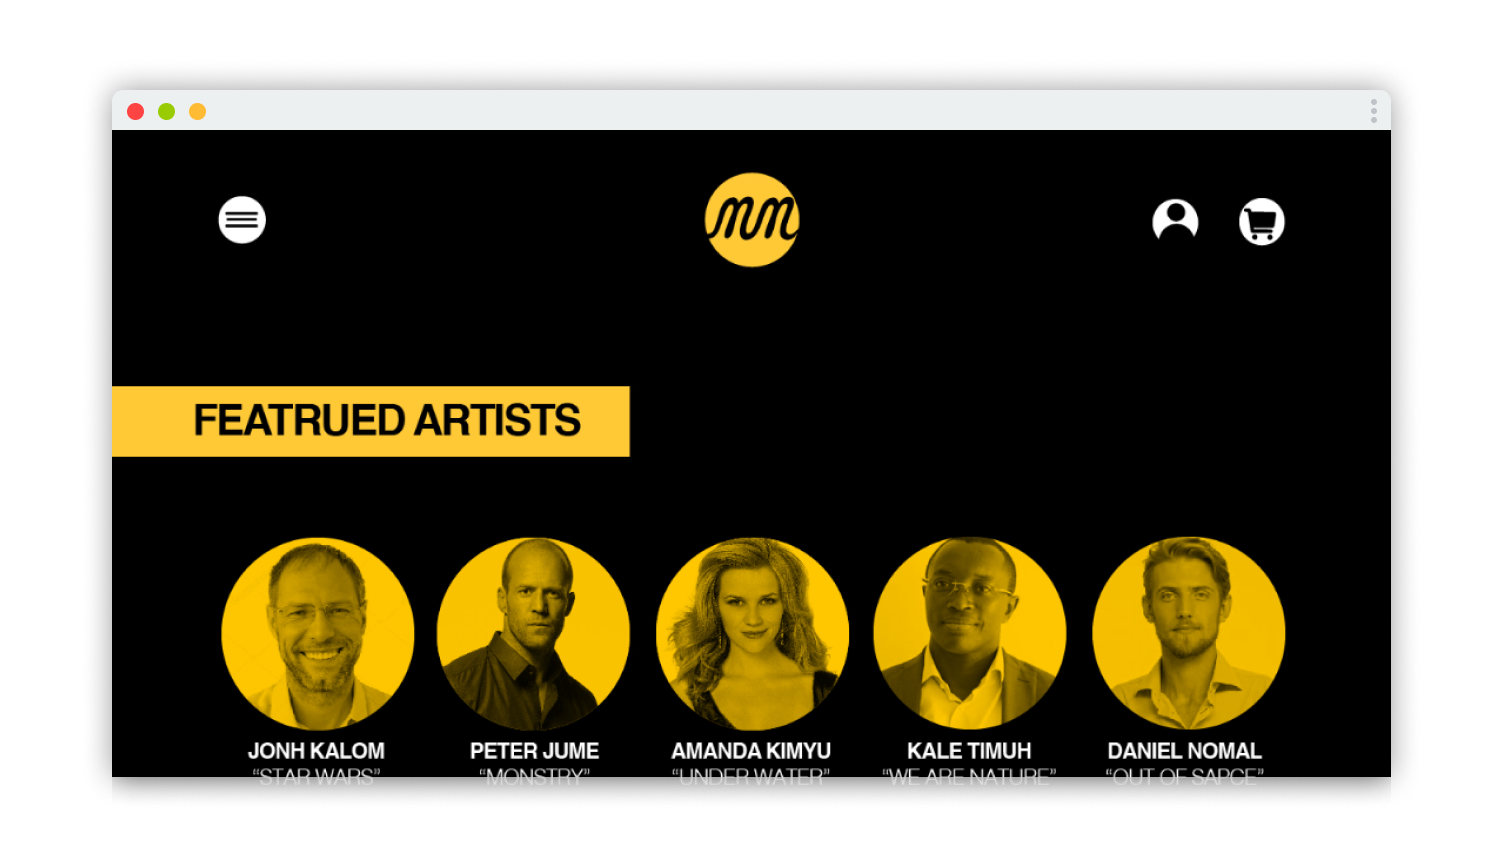 mm
FEATRUED ARTISTS
JONH KALOM
PETER JUME
AMANDA KIMYU
KALE TIMUH
DANIEL NOMAL
“STAR WARS”
“MONSTRY”
“UNDER WATER”
“WE ARE NATURE”
“OUT OF SAPCE”